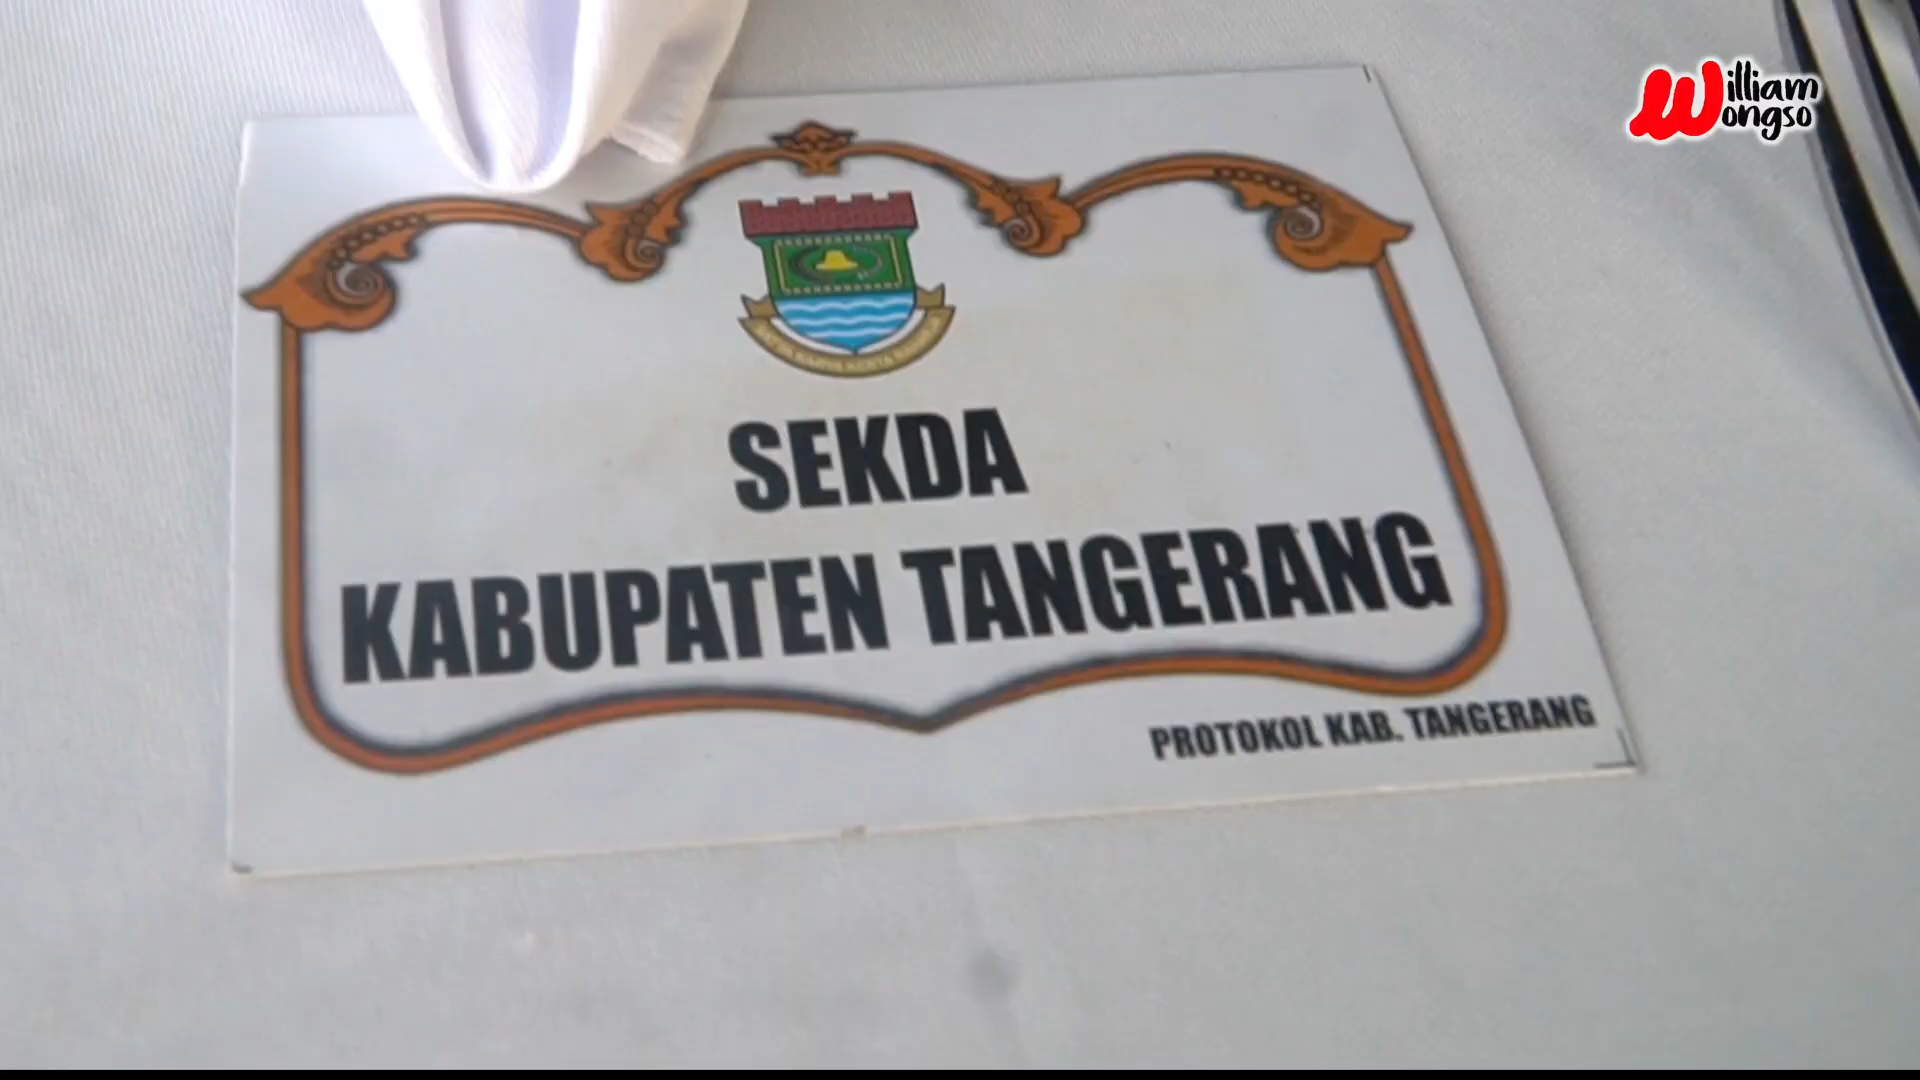 William
Wongso
SEKDA
KABUPATEN TANGERANG
PROTOKOL KAB. TANGERANG